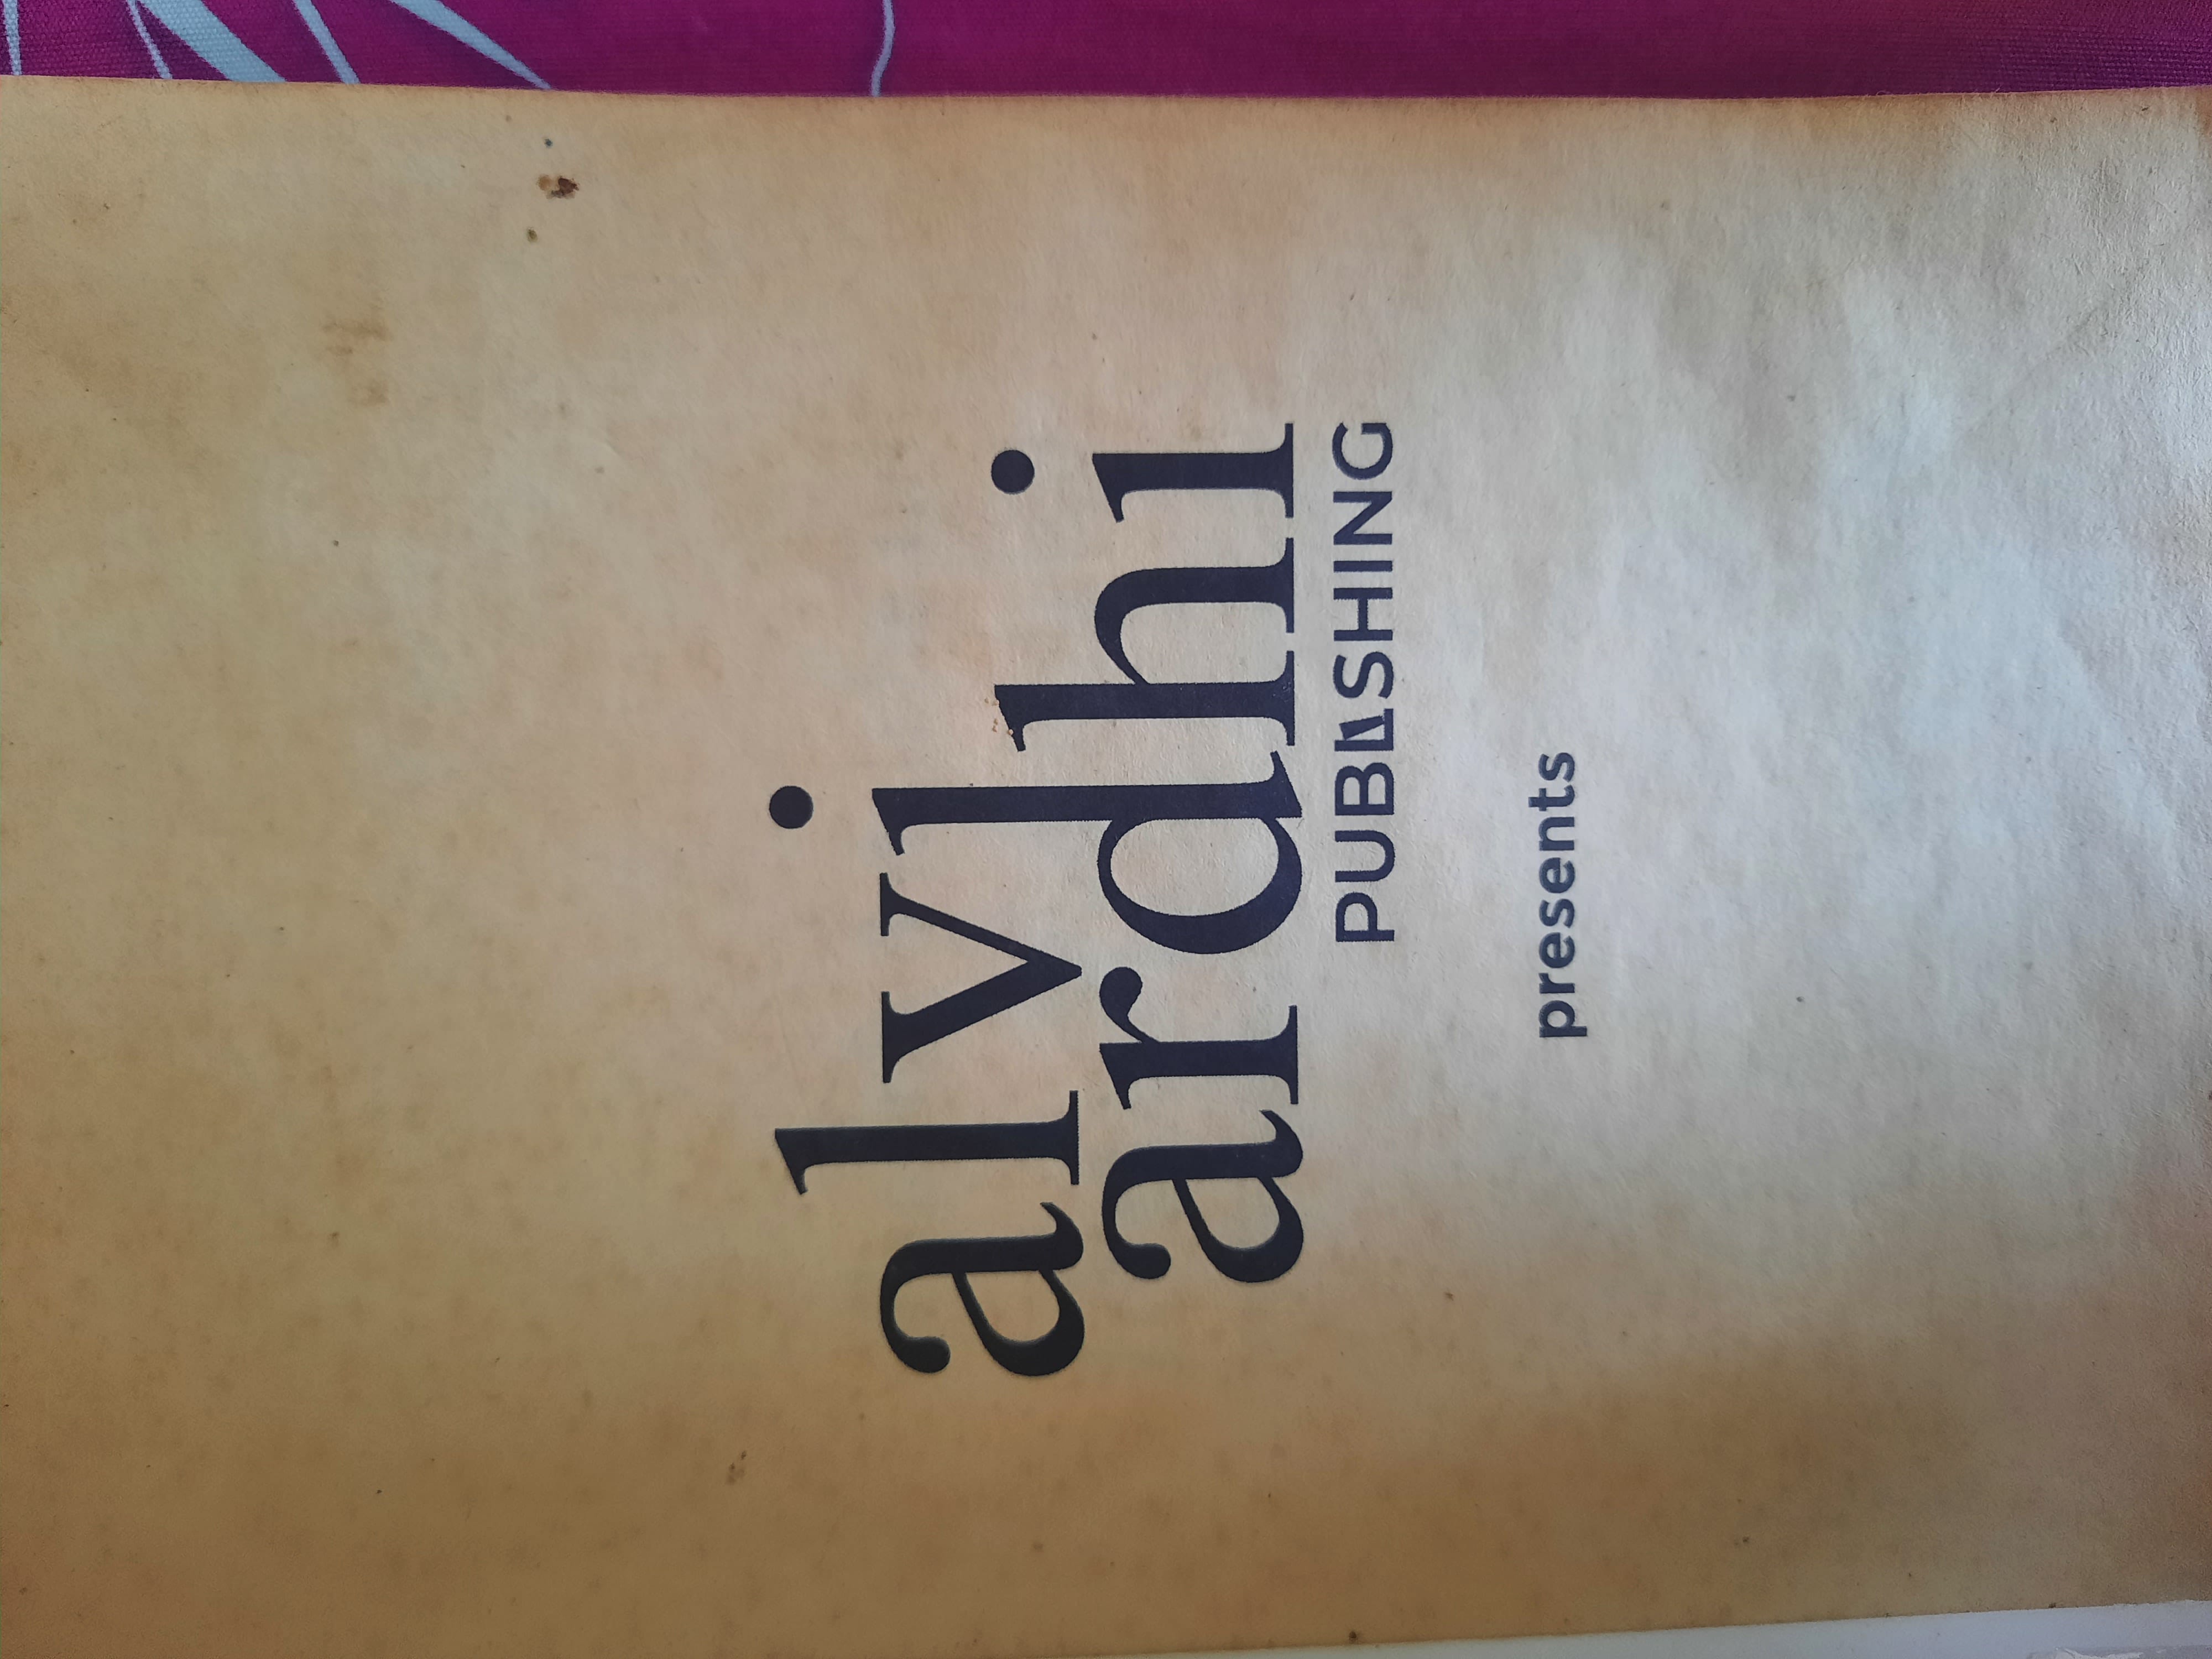 alvi
ardhi
PUBLISHING
presents